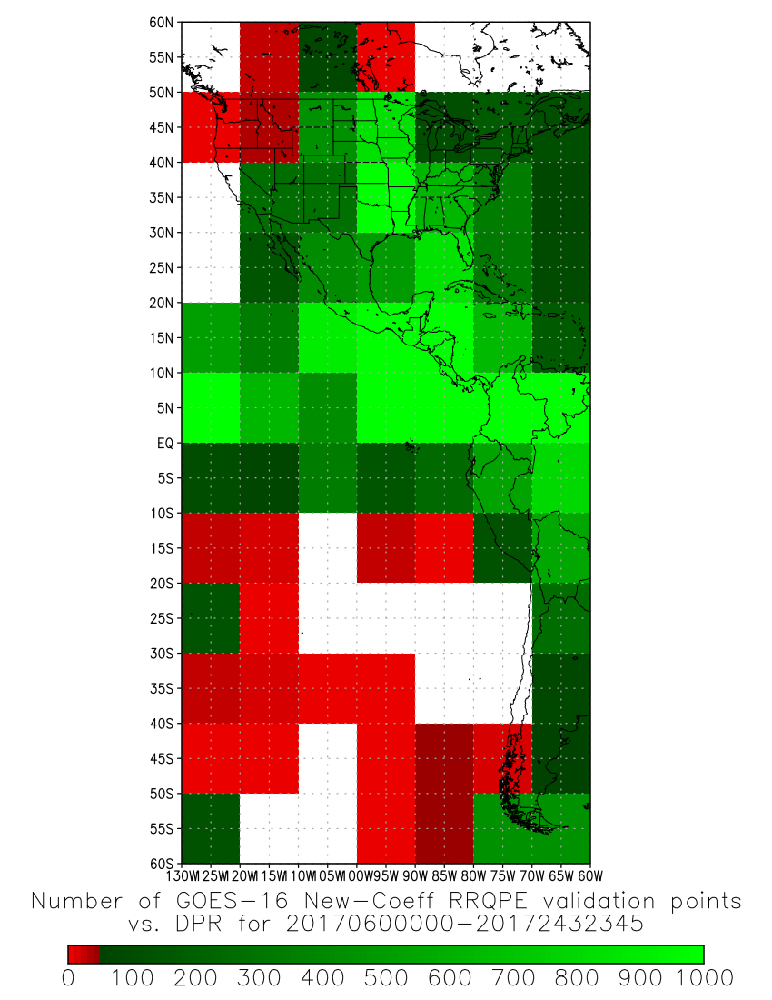 60N
55N
50N
45N
40N
35N
30N
25N
20N
15N
10N
5N
EQ
5S
10S
15S
20S
25S
30S
35S
40S
45S
50S
55S
60S
130W 125W 120W 115W 110W 105W 100W 95W 90W 85W 80W 75W 70W 65W 60W
Number of GOES-16 New-Coeff RRQPE validation points
vs. DPR for 20170600000-20172432345
0 100 200 300 400 500 600 700 800 900 1000